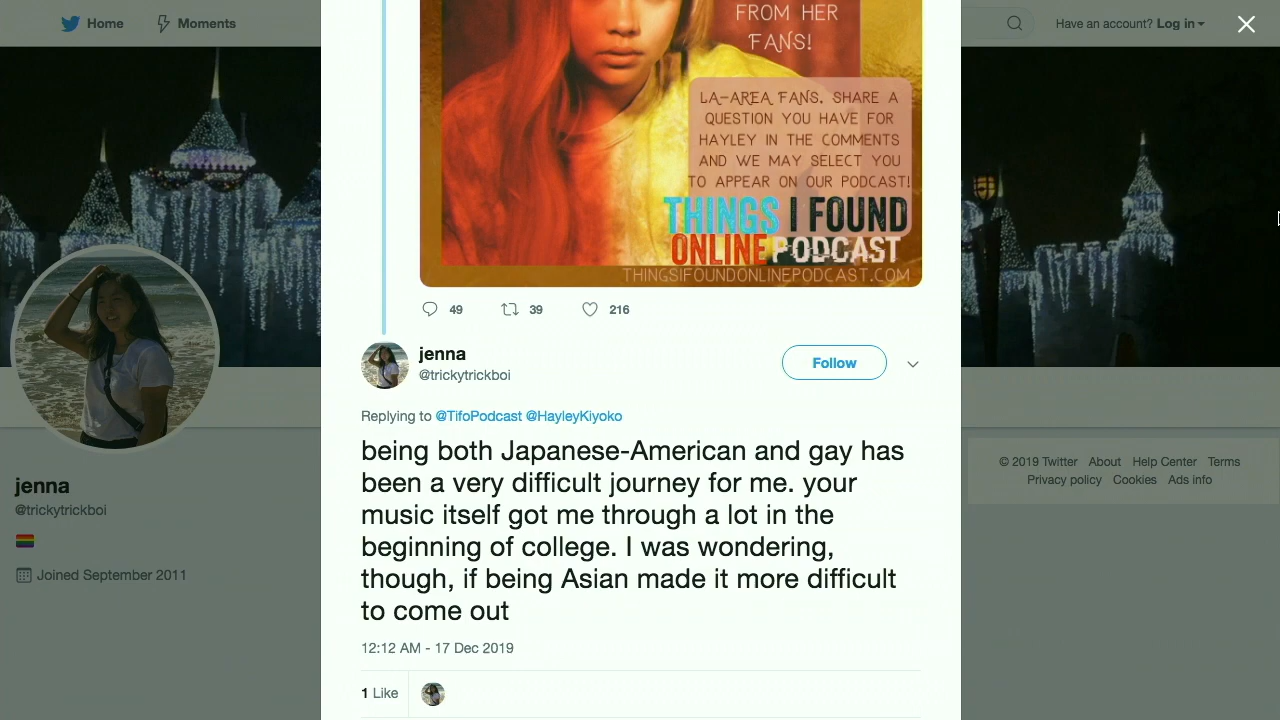 Home
Moments
Have an account? Log in
FROM HER
FANS!
LA-AREA FANS, SHARE A
QUESTION YOU HAVE FOR
HAYLEY IN THE COMMENTS
AND WE MAY SELECT YOU
TO APPEAR ON OUR PODCAST!
THINGS I FOUND
ONLINE PODCAST
THINGSIFOUNDONLINEPODCAST.COM
49
39
216
jenna
@trickytrickboi
Follow
Replying to @TifoPodcast @HayleyKiyoko
being both Japanese-American and gay has
been a very difficult journey for me. your
music itself got me through a lot in the
beginning of college. I was wondering,
though, if being Asian made it more difficult
to come out
12:12 AM - 17 Dec 2019
1 Like
jenna
@trickytrickboi
Joined September 2011
© 2019 Twitter About Help Center Terms
Privacy policy Cookies Ads info